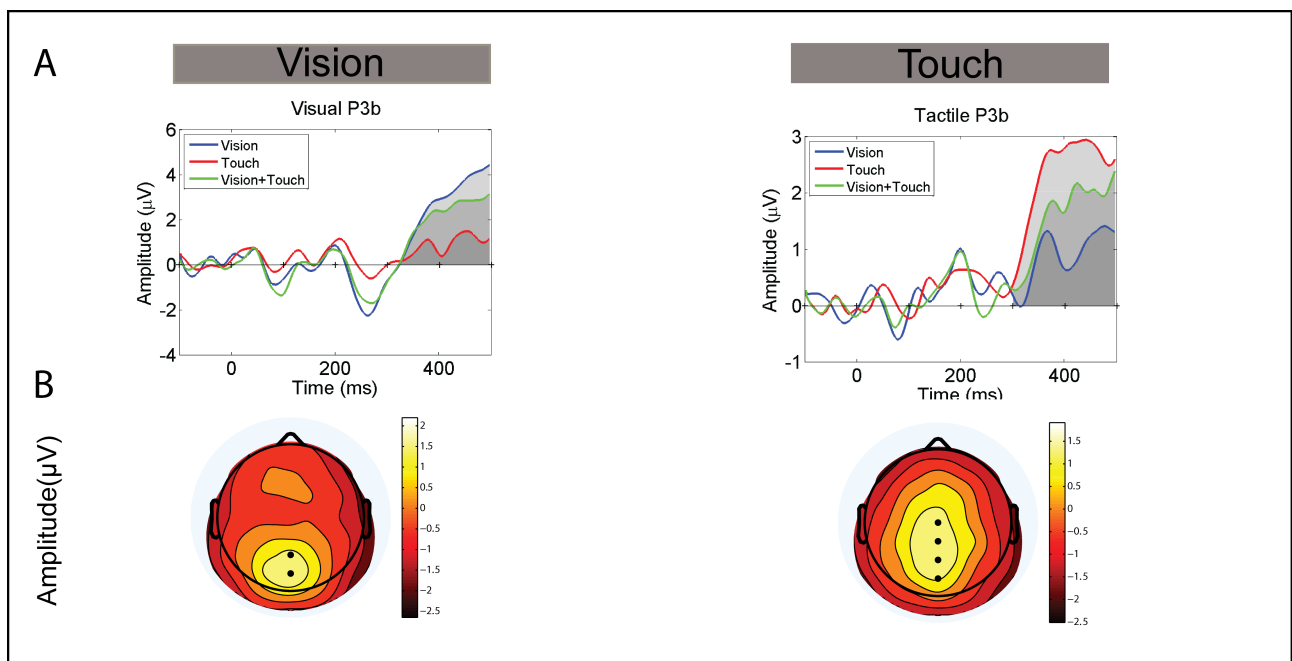 A
Vision
Touch
Visual P3b
Tactile P3b
6
4
2
0
-2
-4
Amplitude (μV)
Vision
Touch
Vision+Touch
0
200
400
Time (ms)
3
2
1
0
-1
Amplitude (μV)
Vision
Touch
Vision+Touch
0
200
400
Time (ms)
B
Amplitude(μV)
2
1.5
1
0.5
0
−0.5
−1
−1.5
−2
−2.5
1.5
1
0.5
0
−0.5
−1
−1.5
−2
−2.5